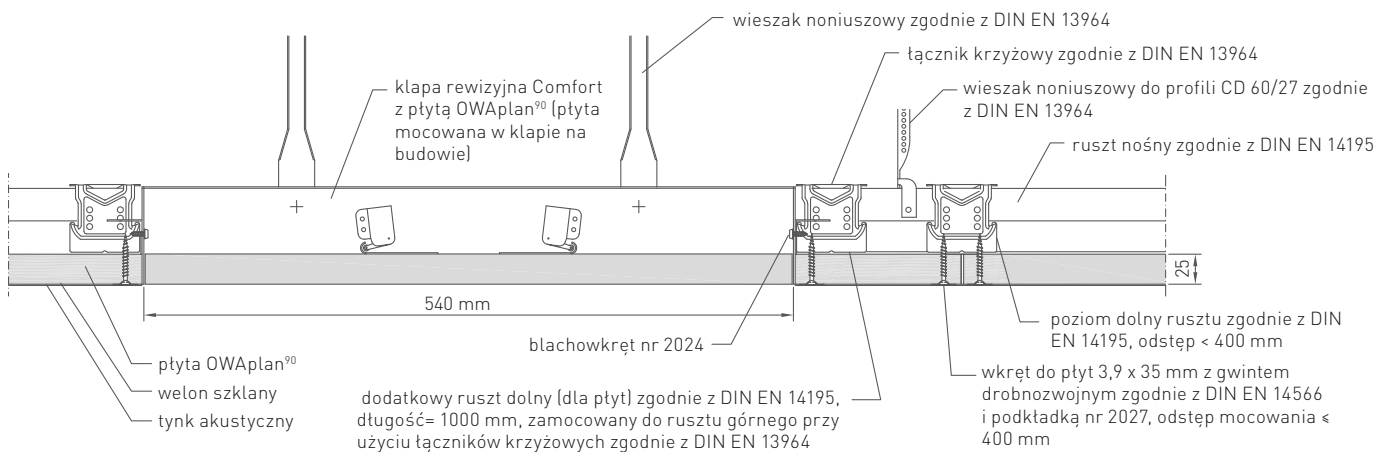 wieszak noniuszowy zgodnie z DIN EN 13964
łącznik krzyżowy zgodnie z DIN EN 13964
klapa rewizyjna Comfort
z płytą OWAplan⁹⁰ (płyta
mocowana w klapie na
budowie)
wieszak noniuszowy do profili CD 60/27 zgodnie
z DIN EN 13964
ruszt nośny zgodnie z DIN EN 14195
25
540 mm
poziom dolny rusztu zgodnie z DIN
EN 14195, odstęp < 400 mm
blachowkręt nr 2024
płyta OWAplan⁹⁰
welon szklany
tynk akustyczny
dodatkowy ruszt dolny (dla płyt) zgodnie z DIN EN 14195,
długość= 1000 mm, zamocowany do rusztu górnego przy
użyciu łączników krzyżowych zgodnie z DIN EN 13964
wkręt do płyt 3,9 x 35 mm z gwintem
drobnozwojnym zgodnie z DIN EN 14566
i podkładką nr 2027, odstęp mocowania ≤
400 mm